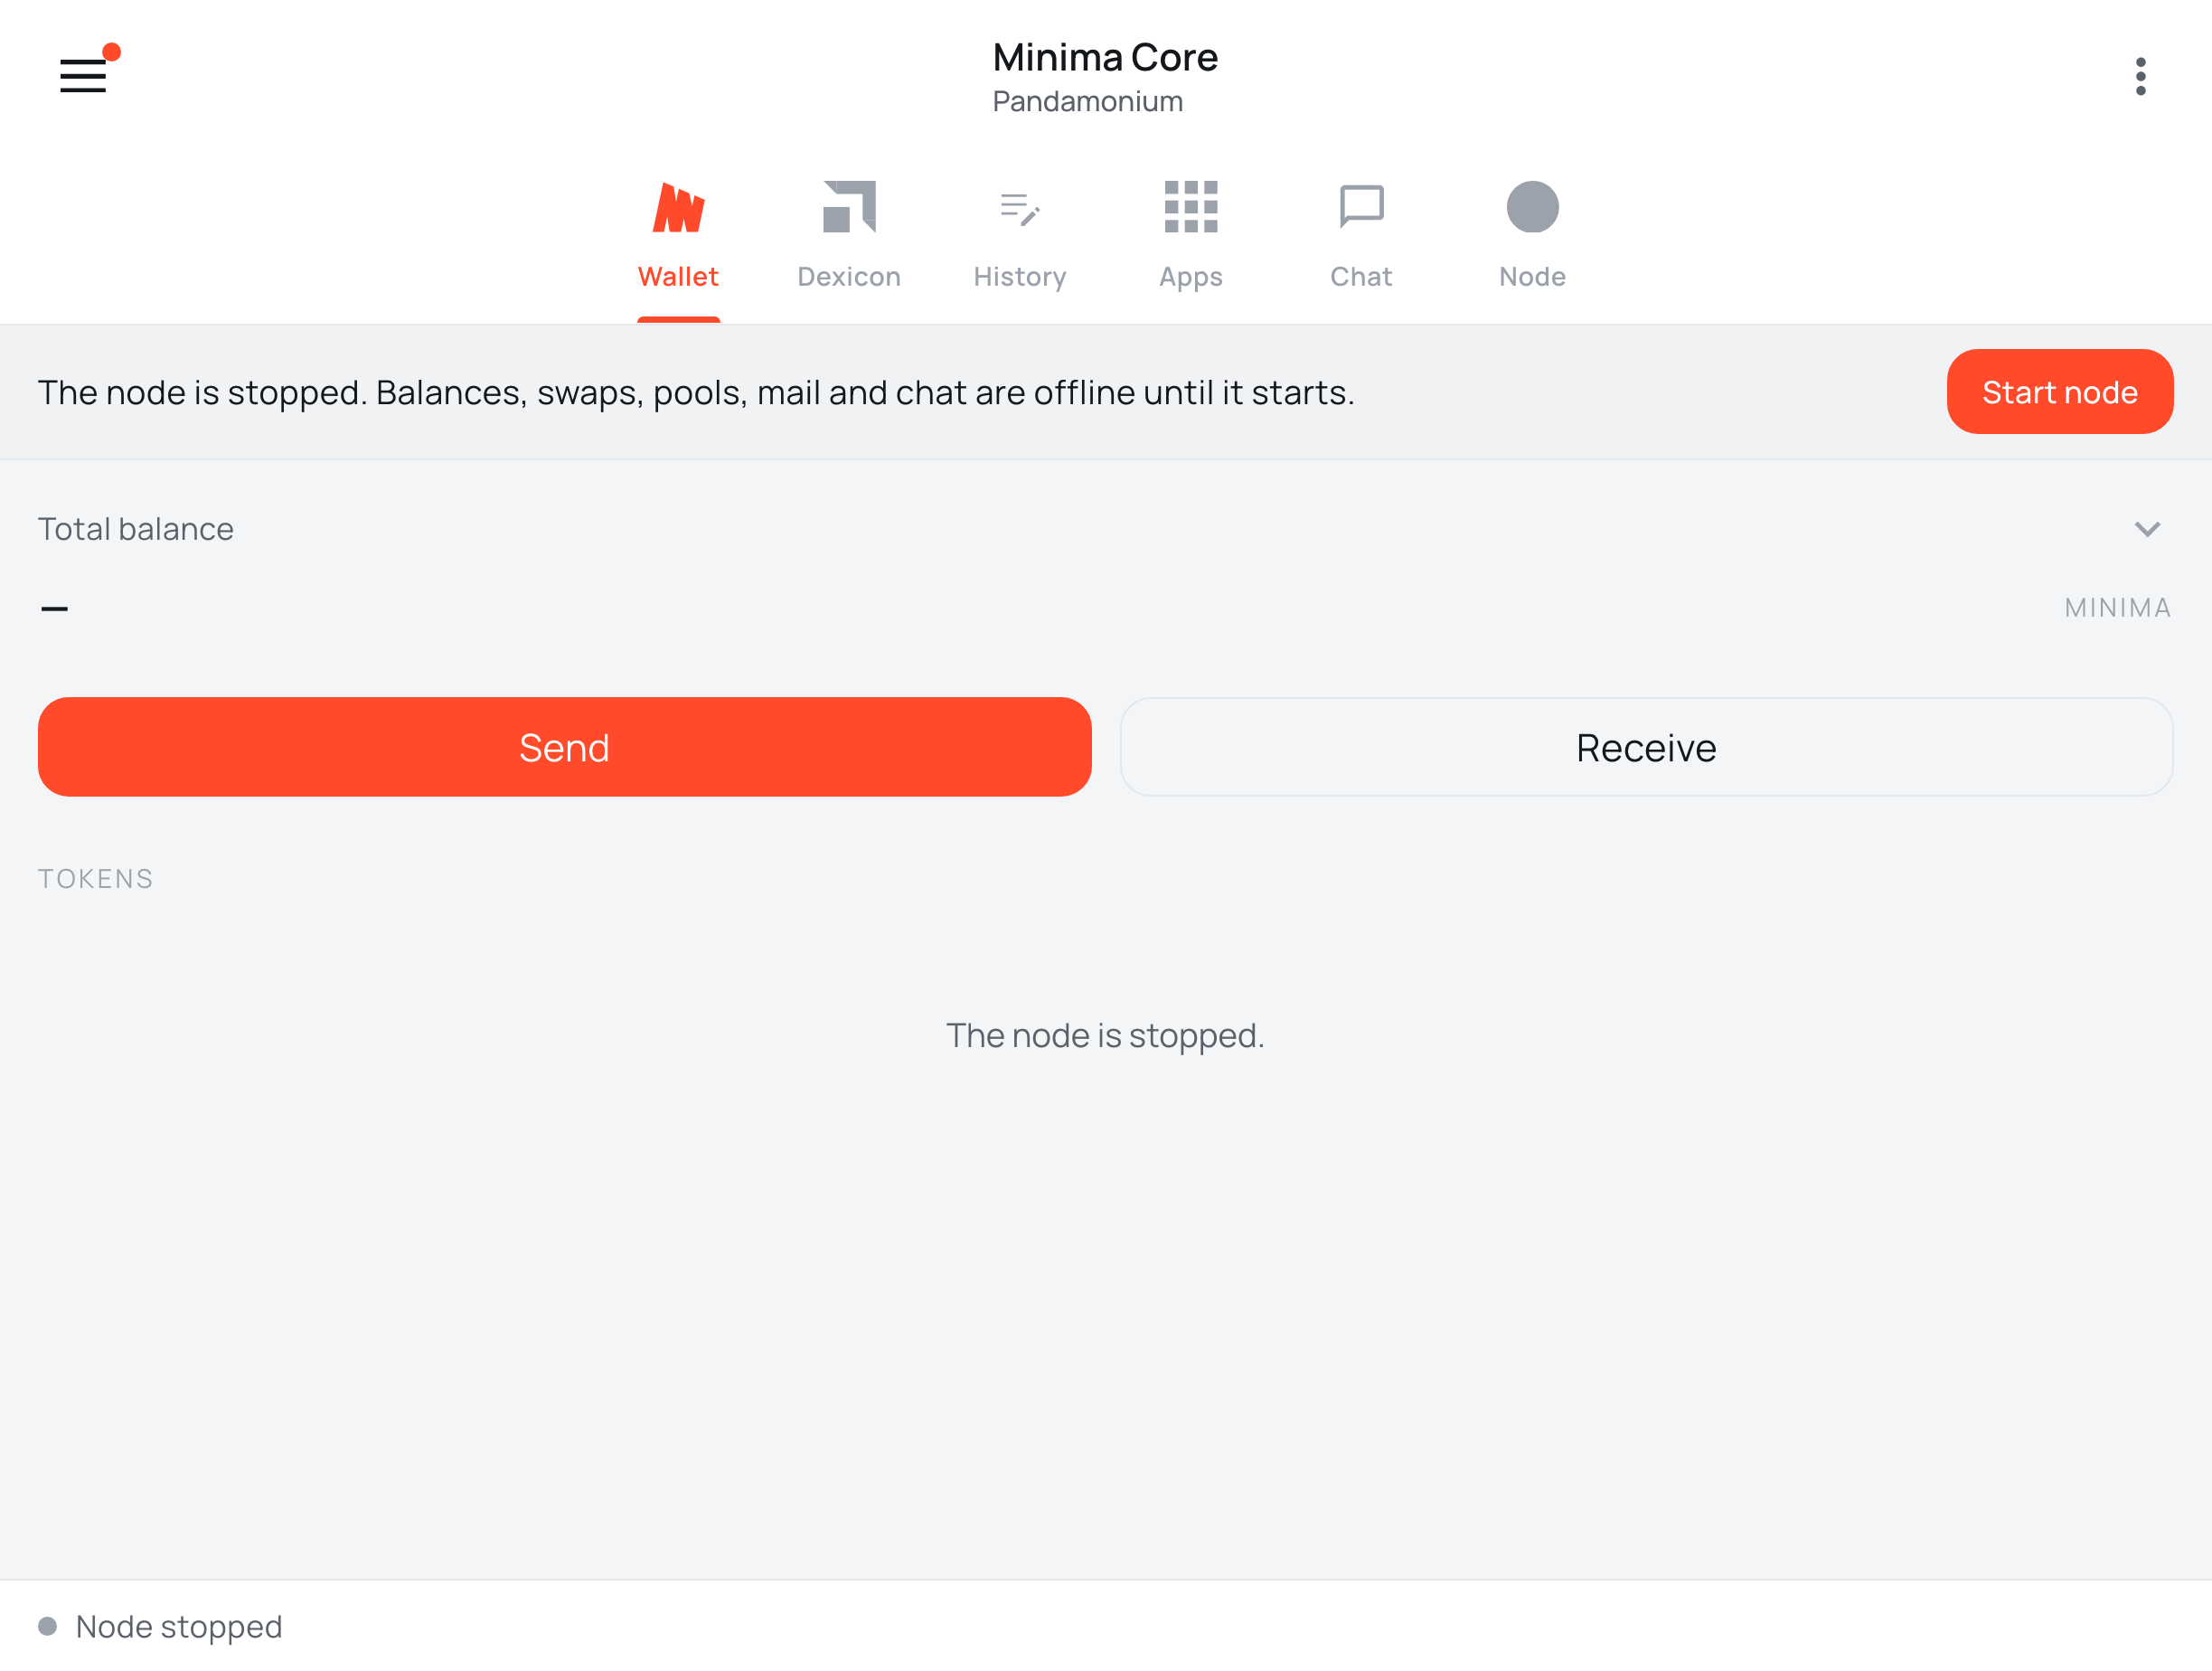 Minima Core
Pandamonium
Wallet
Dexicon
History
Apps
Chat
Node
The node is stopped. Balances, swaps, pools, mail and chat are offline until it starts.
Start node
Total balance
–
MINIMA
Send
Receive
TOKENS
The node is stopped.
Node stopped